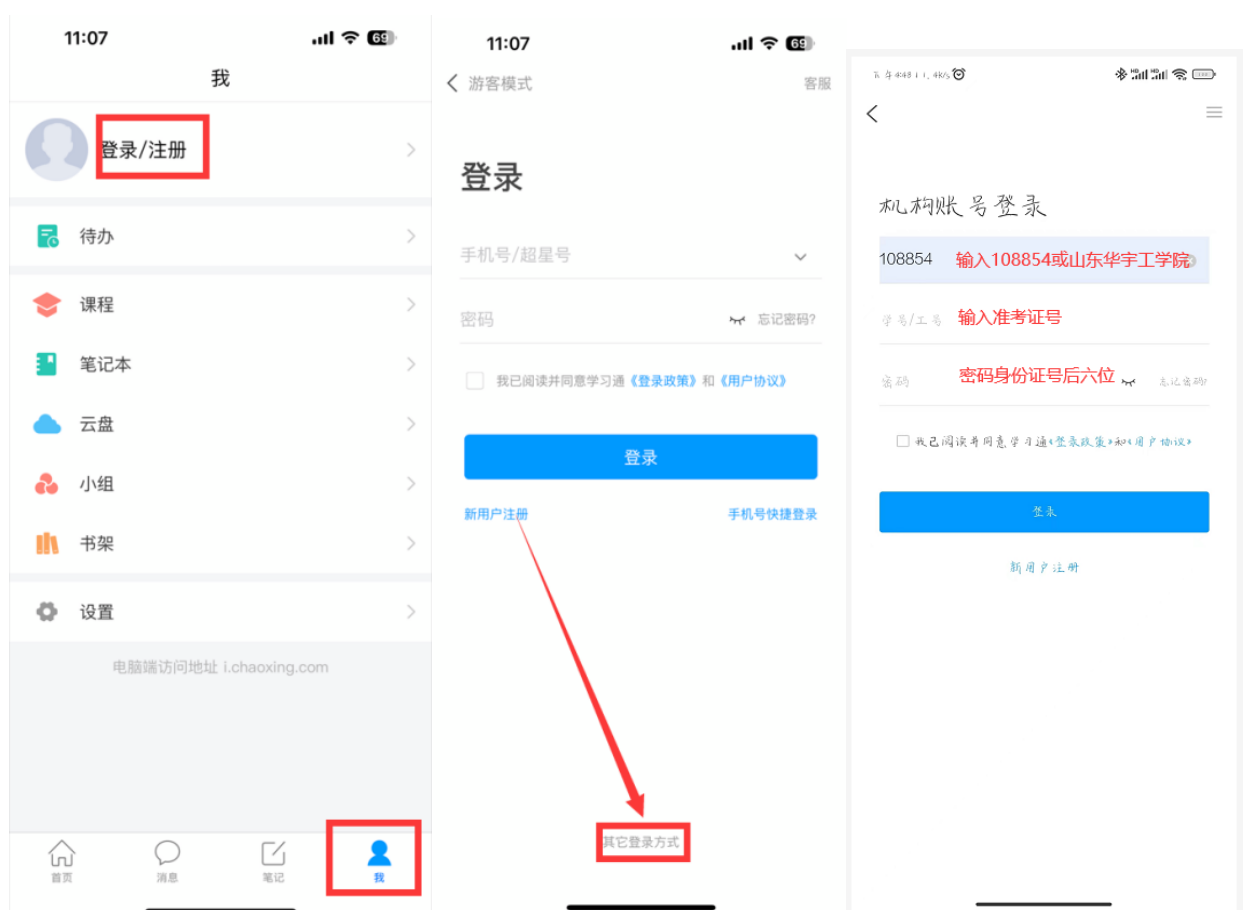 11:07
69
我
登录/注册
待办
课程
笔记本
云盘
小组
书架
设置
电脑端访问地址 i.chaoxing.com
首页
消息
笔记
我
11:07
69
游客模式
客服
登录
手机号/超星号
密码
忘记密码?
我已阅读并同意学习通《登录政策》和《用户协议》
登录
新用户注册
手机号快捷登录
其它登录方式
机构账号登录
108854 输入108854或山东华宇工学院
学号/工号 输入准考证号
密码 密码身份证号后六位 忘记密码?
我已阅读并同意学习通《登录政策》和《用户协议》
登录
新用户注册